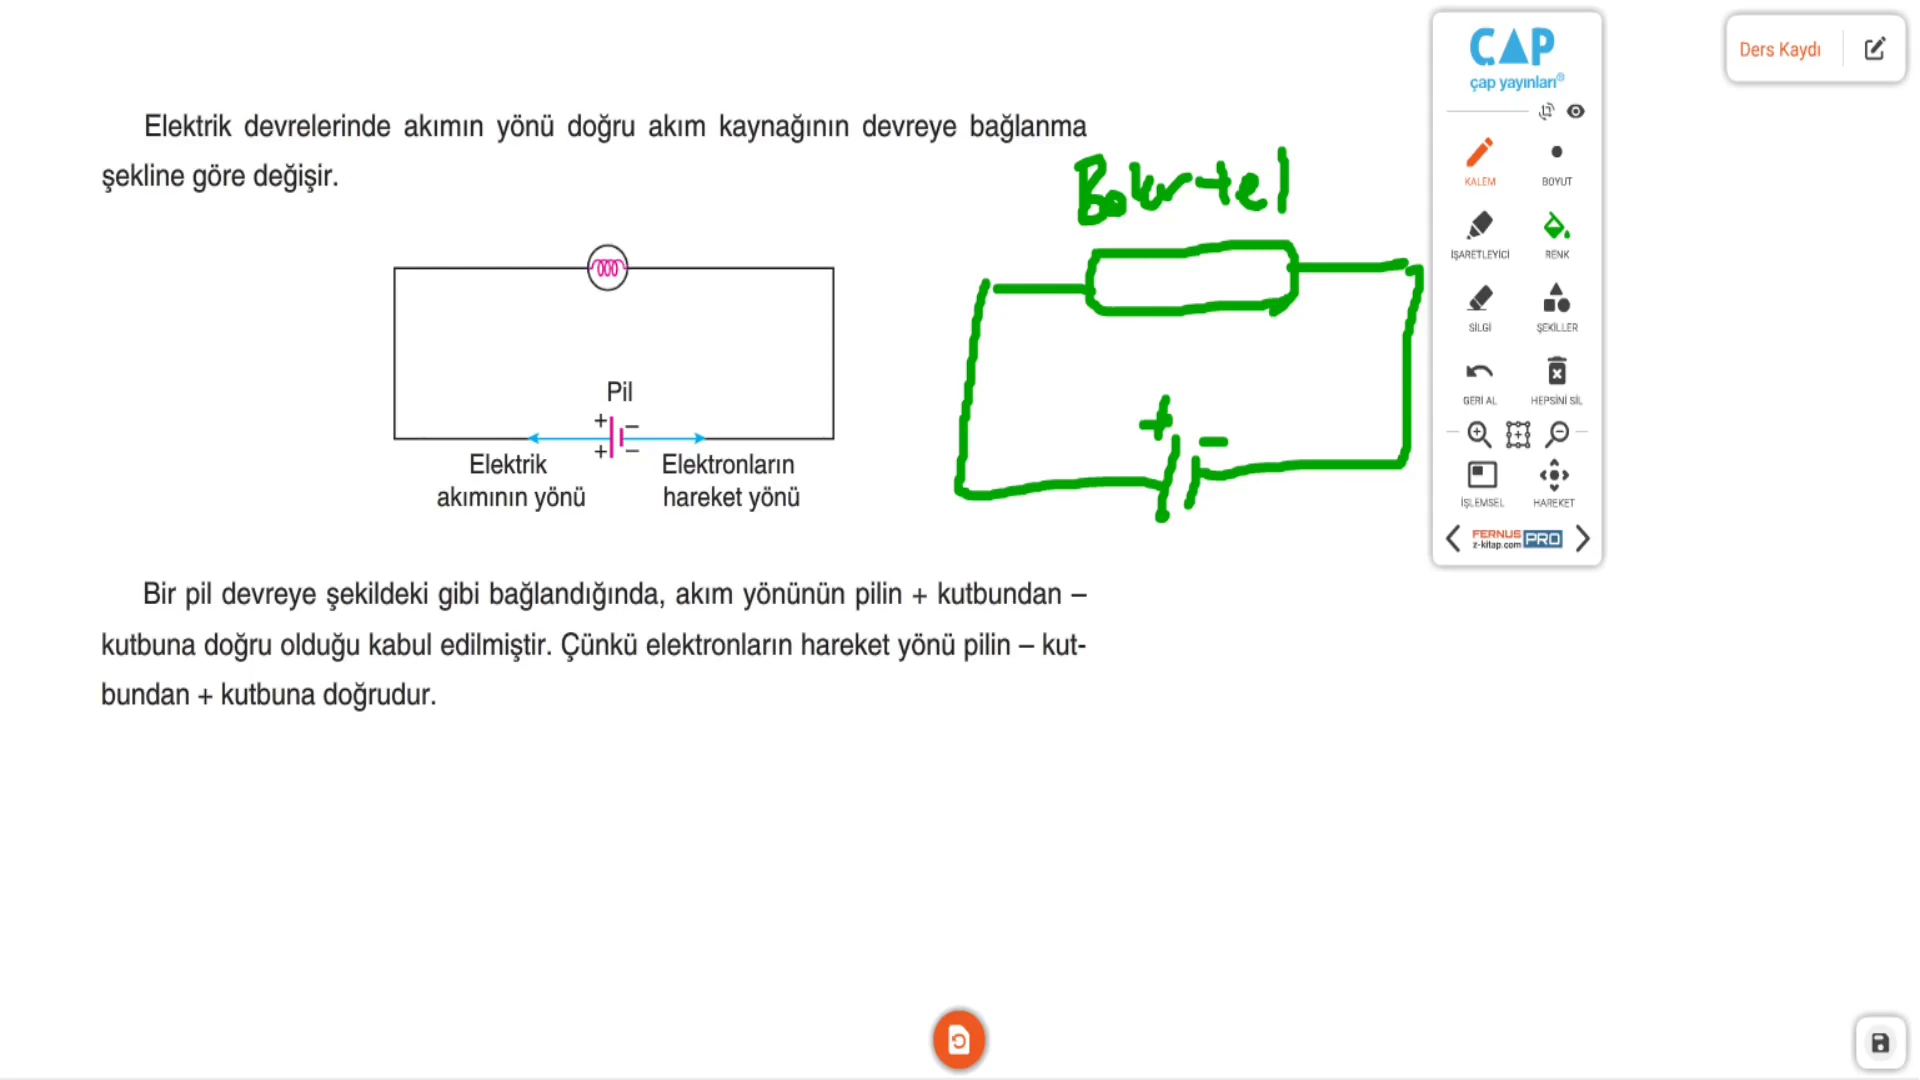 Elektrik devrelerinde akımın yönü doğru akım kaynağının devreye bağlanma
şekline göre değişir.
Bakır tel
Pil
+ –
+ –
Elektrik
akımının yönü
Elektronların
hareket yönü
+ -
Bir pil devreye şekildeki gibi bağlandığında, akım yönünün pilin + kutbundan –
kutbuna doğru olduğu kabul edilmiştir. Çünkü elektronların hareket yönü pilin – kut-
bundan + kutbuna doğrudur.
ÇAP
çap yayınları®
KALEM
BOYUT
İŞARETLEYİCİ
RENK
SİLGİ
ŞEKİLLER
GERİ AL
HEPSİNİ SİL
İŞLEMSEL
HAREKET
FERNUS
z-kitap.com
PRO
Ders Kaydı